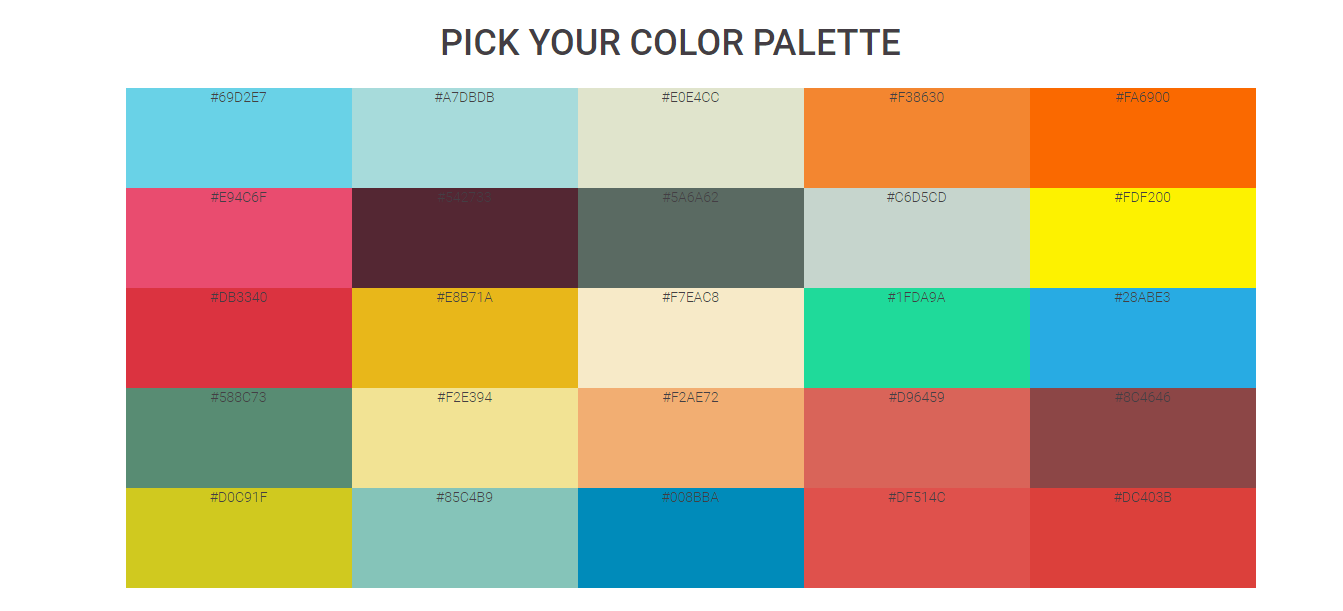 PICK YOUR COLOR PALETTE
#69D2E7 #A7DBDB #E0E4CC #F38630 #FA6900
#E94C6F #542733 #5A6A62 #C6D5CD #FDF200
#DB3340 #E8B71A #F7EAC8 #1FDA9A #28ABE3
#588C73 #F2E394 #F2AE72 #D96459 #8C4646
#D0C91F #85C4B9 #008BBA #DF514C #DC403B